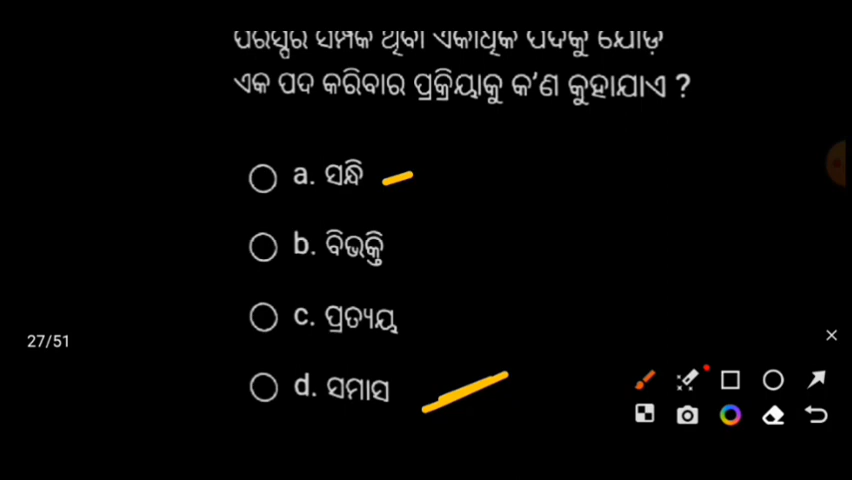 ପରସ୍ପର ସମ୍ପର୍କ ଥିବା ଏକାଧିକ ପଦକୁ ଯୋଡ଼ି
ଏକ ପଦ କରିବାର ପ୍ରକ୍ରିୟାକୁ କ'ଣ କୁହାଯାଏ ?
a. ସନ୍ଧି
b. ବିଭକ୍ତି
c. ପ୍ରତ୍ୟୟ
27/51
d. ସମାସ